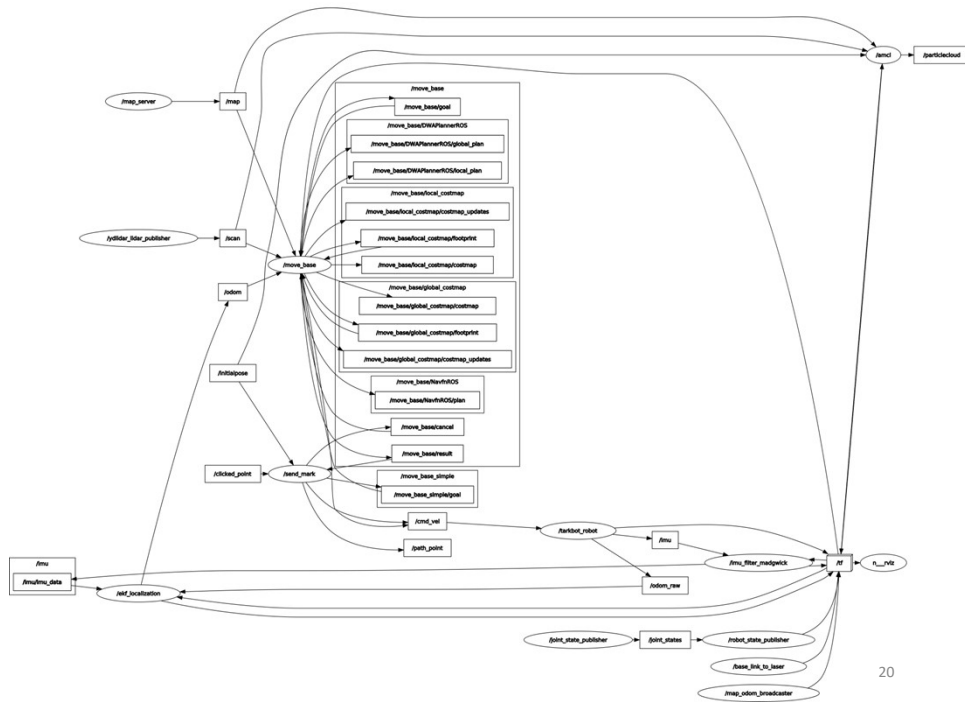 /amcl
/particlecloud
/move_base
/map_server
/map
/move_base/goal
/move_base/DWAPlannerROS
/move_base/DWAPlannerROS/global_plan
/move_base/DWAPlannerROS/local_plan
/move_base/local_costmap
/move_base/local_costmap/costmap_updates
/ydlidar_lidar_publisher
/scan
/move_base/local_costmap/footprint
/move_base
/move_base/local_costmap/costmap
/odom
/move_base/global_costmap
/move_base/global_costmap/costmap
/move_base/global_costmap/footprint
/move_base/global_costmap/costmap_updates
/initialpose
/move_base/NavfnROS
/move_base/NavfnROS/plan
/move_base/cancel
/move_base/result
/clicked_point
/send_mark
/move_base_simple
/move_base_simple/goal
/cmd_vel
/tarkbot_robot
/path_point
/imu
/imu
/imu/imu_data
/imu_filter_madgwick
/tf
n__rviz
/ekf_localization
/odom_raw
/joint_state_publisher
/joint_states
/robot_state_publisher
/base_link_to_laser
/map_odom_broadcaster
20